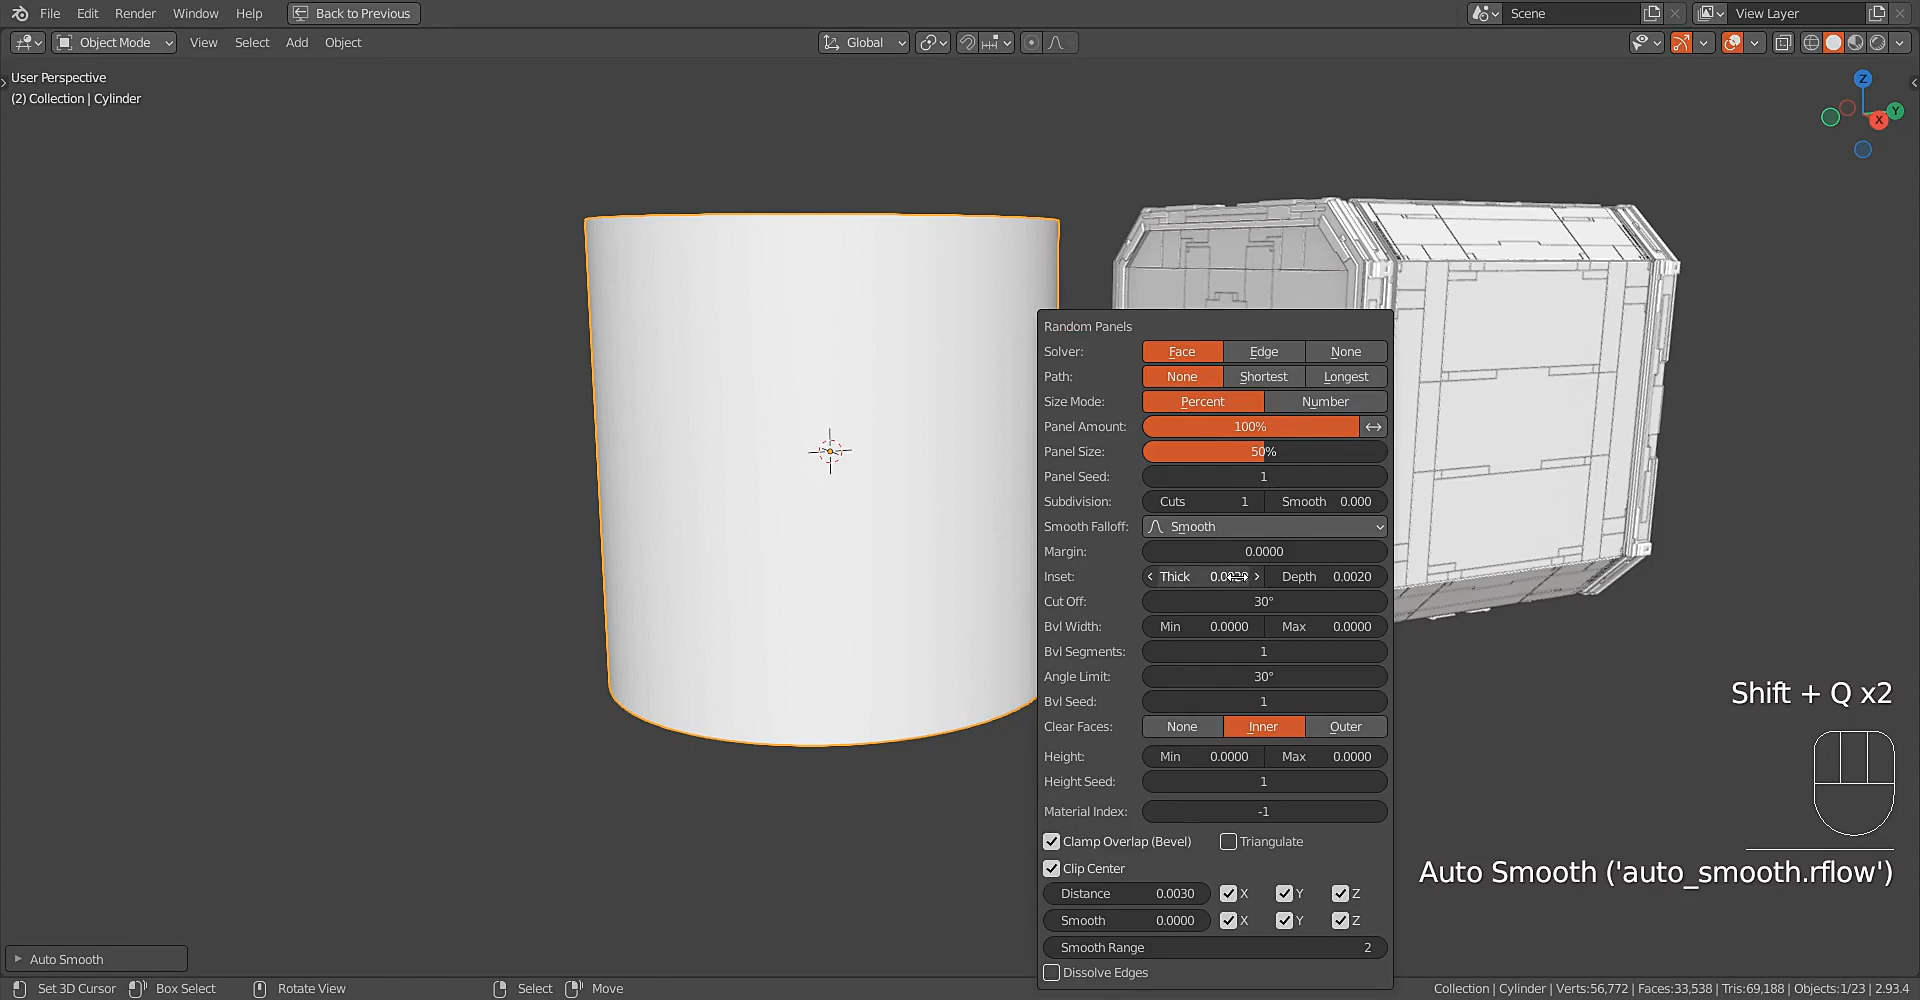 File Edit Render Window Help Back to Previous Scene View Layer
Object Mode View Select Add Object Global
User Perspective
(2) Collection | Cylinder
Z
Y
X
Random Panels
Solver: Face Edge None
Path: None Shortest Longest
Size Mode: Percent Number
Panel Amount: 100%
Panel Size: 50%
Panel Seed: 1
Subdivision: Cuts 1 Smooth 0.000
Smooth Falloff: Smooth
Margin: 0.0000
Inset: Thick Depth 0.0020
Cut Off: 30°
Bvl Width: Min 0.0000 Max 0.0000
Bvl Segments: 1
Angle Limit: 30°
Bvl Seed: 1
Clear Faces: None Inner Outer
Height: Min 0.0000 Max 0.0000
Height Seed: 1
Material Index: -1
Clamp Overlap (Bevel) Triangulate
Clip Center
Distance 0.0030 X Y Z
Smooth 0.0000 X Y Z
Smooth Range 2
Dissolve Edges
Shift + Q x2
Auto Smooth ('auto_smooth.rflow')
Auto Smooth
Set 3D Cursor Box Select Rotate View Select Move Collection | Cylinder | Verts:56,772 | Faces:33,538 | Tris:69,188 | Objects:1/23 | 2.93.4